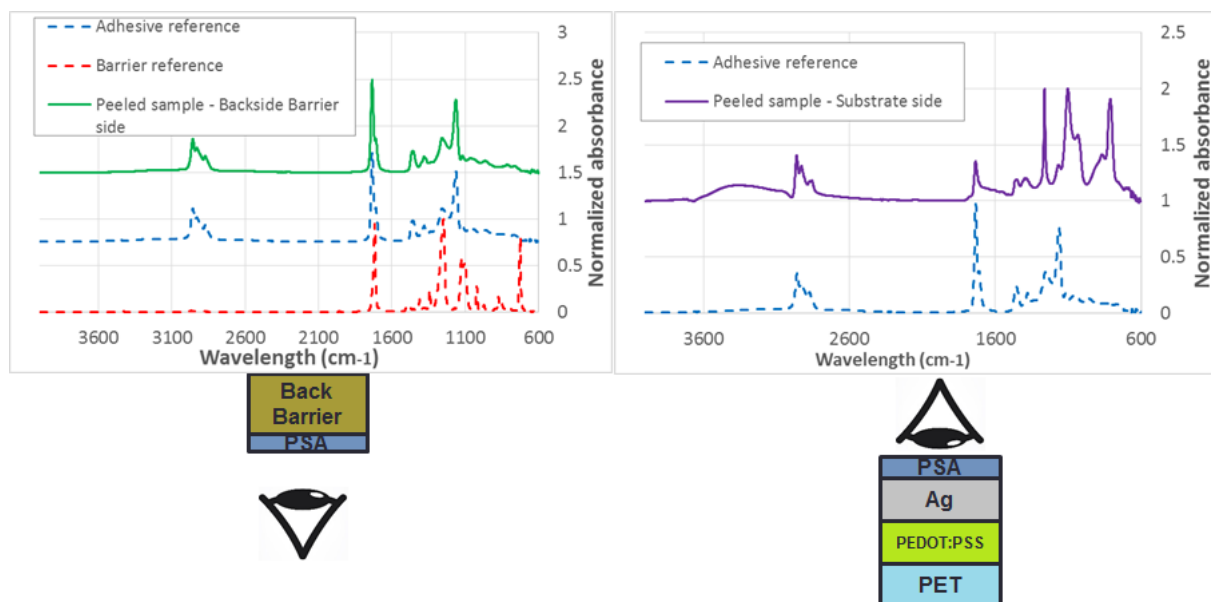 Adhesive reference
Barrier reference
Peeled sample - Backside Barrier
side
3
2.5
2
1.5
1
0.5
0
Normalized absorbance
3600 3100 2600 2100 1600 1100 600
Wavelength (cm-1)
Adhesive reference
Peeled sample - Substrate side
2.5
2
1.5
1
0.5
0
Normalized absorbance
3600 2600 1600 600
Wavelength (cm-1)
Back
Barrier
PSA
PSA
Ag
PEDOT:PSS
PET